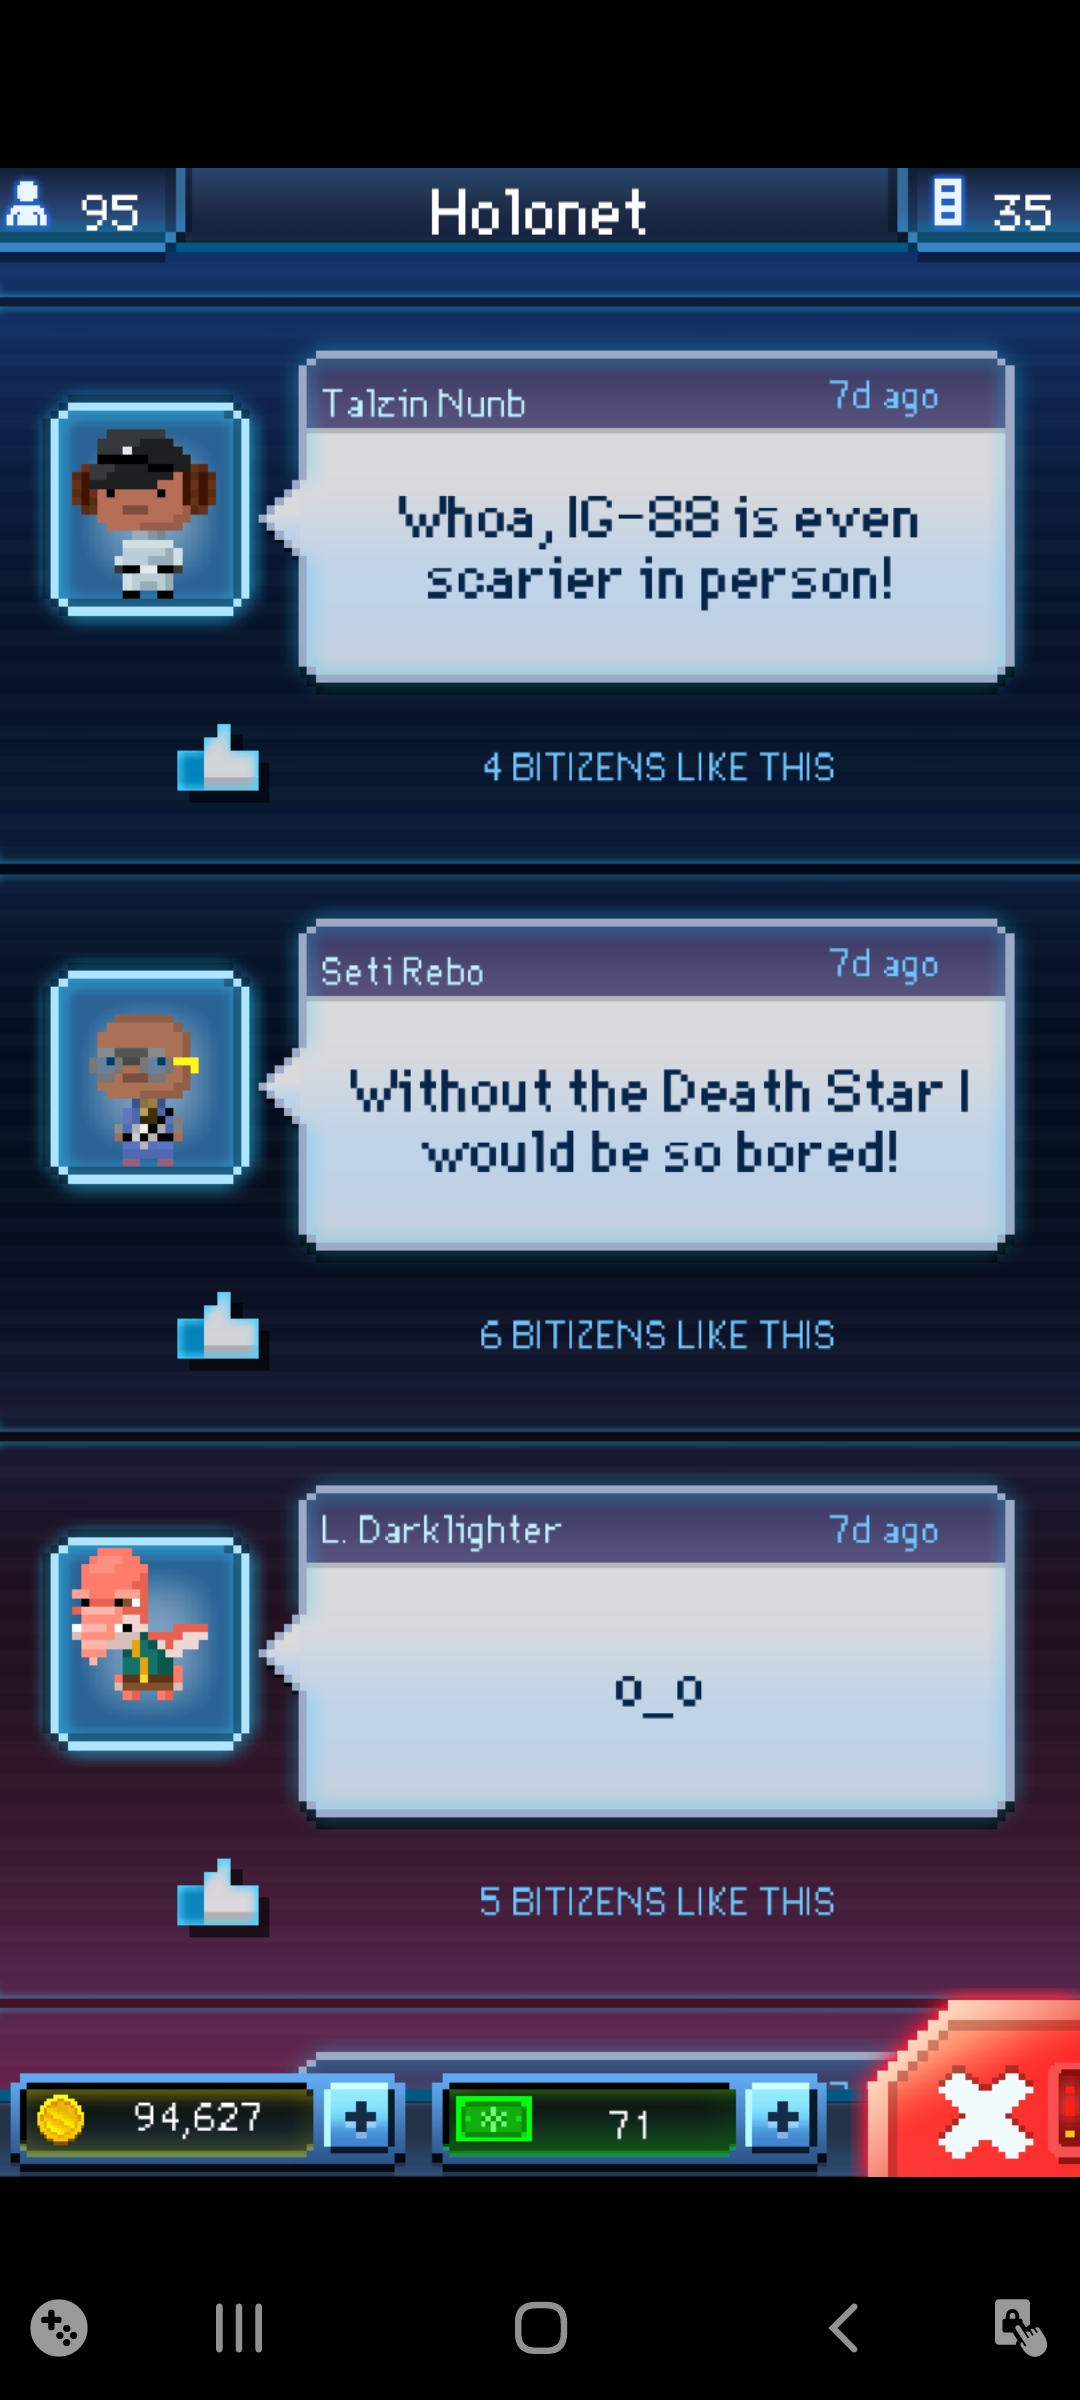 95
Holonet
35
Talzin Nunb
7d ago
Whoa, IG-88 is even
scarier in person!
4 BITIZENS LIKE THIS
Seti Rebo
7d ago
Without the Death Star I
would be so bored!
6 BITIZENS LIKE THIS
L. Darklighter
7d ago
o_o
5 BITIZENS LIKE THIS
94,627
71